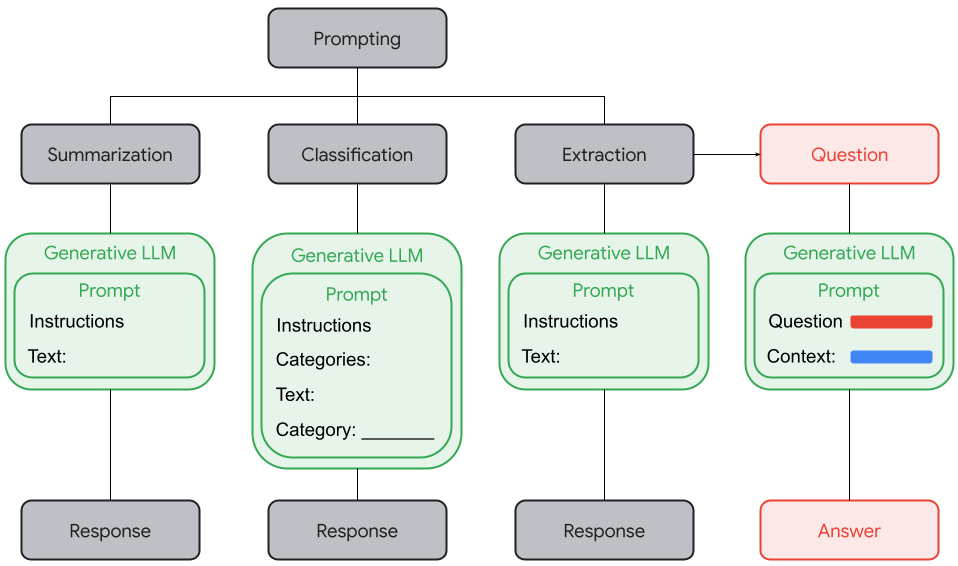 Prompting
Summarization
Classification
Extraction
Question
Generative LLM
Prompt
Instructions
Text:
Generative LLM
Prompt
Instructions
Categories:
Text:
Category: ________
Generative LLM
Prompt
Instructions
Text:
Generative LLM
Prompt
Question
Context:
Response
Response
Response
Answer